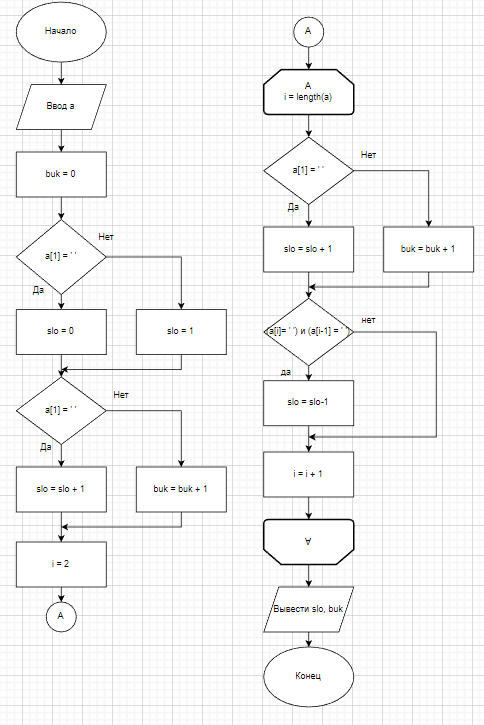 Начало
Ввод a
buk = 0
a[1] = ' '
Нет
Да
slo = 0
slo = 1
a[1] = ' '
Нет
Да
slo = slo + 1
buk = buk + 1
i = 2
A
A
A
i = length(a)
a[1] = ' '
Нет
Да
slo = slo + 1
buk = buk + 1
(a[i]= ' ') и (a[i-1] = ' ')
нет
да
slo = slo-1
i = i + 1
∀
Вывести slo, buk
Конец